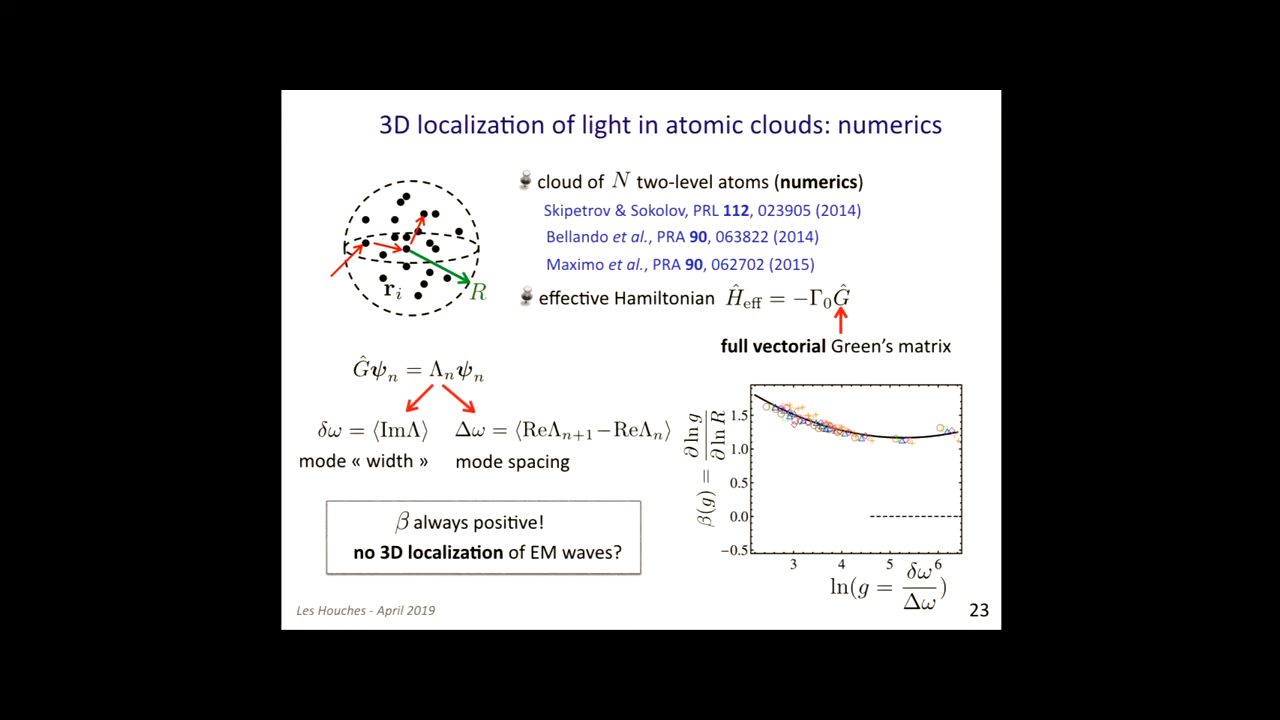 3D localization of light in atomic clouds: numerics
cloud of N two-level atoms (numerics)
Skipetrov & Sokolov, PRL 112, 023905 (2014)
Bellando et al., PRA 90, 063822 (2014)
Maximo et al., PRA 90, 062702 (2015)
r_i
R
effective Hamiltonian Ĥ_eff = −Γ₀Ĝ
full vectorial Green's matrix
Ĝψ_n = Λ_nψ_n
δω = ⟨ImΛ⟩ Δω = ⟨ReΛ_{n+1} − ReΛ_n⟩
mode « width » mode spacing
β always positive!
no 3D localization of EM waves?
β(g) = ∂ ln g / ∂ ln R
1.5
1.0
0.5
0.0
−0.5
3 4 5 6
ln(g = δω / Δω)
Les Houches - April 2019
23